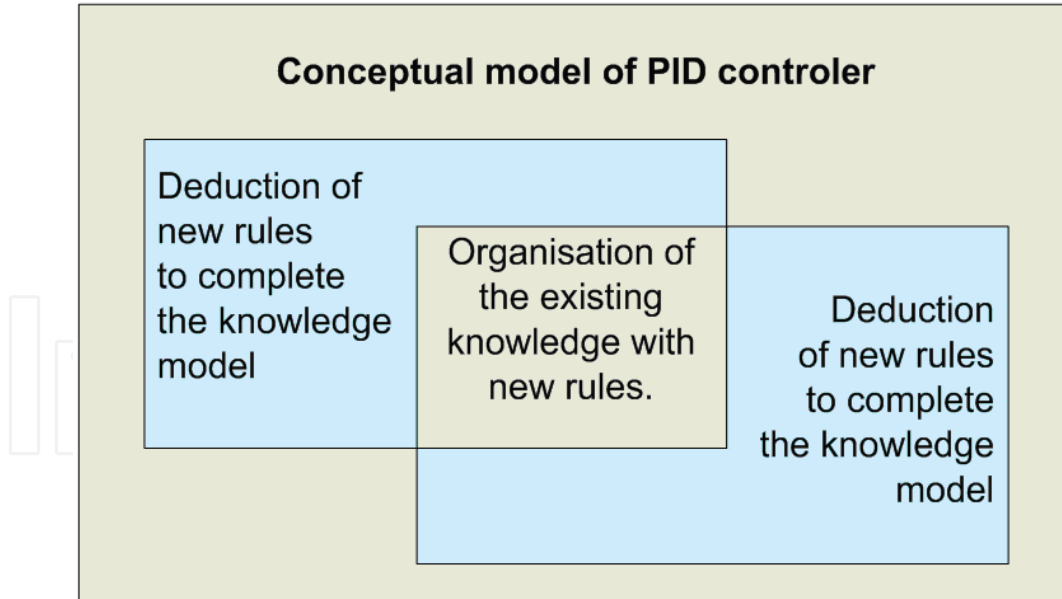 Conceptual model of PID controler
Deduction of
new rules
to complete
the knowledge
model
Organisation of
the existing
knowledge with
new rules.
Deduction
of new rules
to complete
the knowledge
model